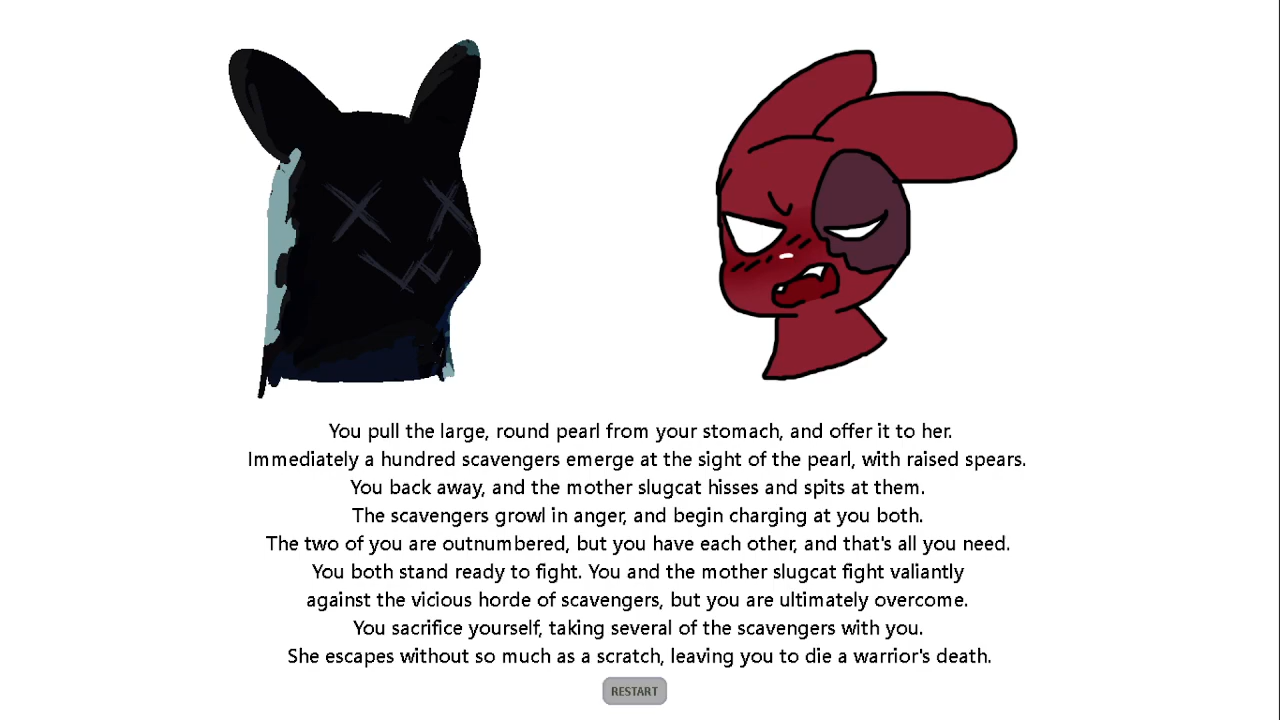 You pull the large, round pearl from your stomach, and offer it to her.
Immediately a hundred scavengers emerge at the sight of the pearl, with raised spears.
You back away, and the mother slugcat hisses and spits at them.
The scavengers growl in anger, and begin charging at you both.
The two of you are outnumbered, but you have each other, and that's all you need.
You both stand ready to fight. You and the mother slugcat fight valiantly
against the vicious horde of scavengers, but you are ultimately overcome.
You sacrifice yourself, taking several of the scavengers with you.
She escapes without so much as a scratch, leaving you to die a warrior's death.
RESTART